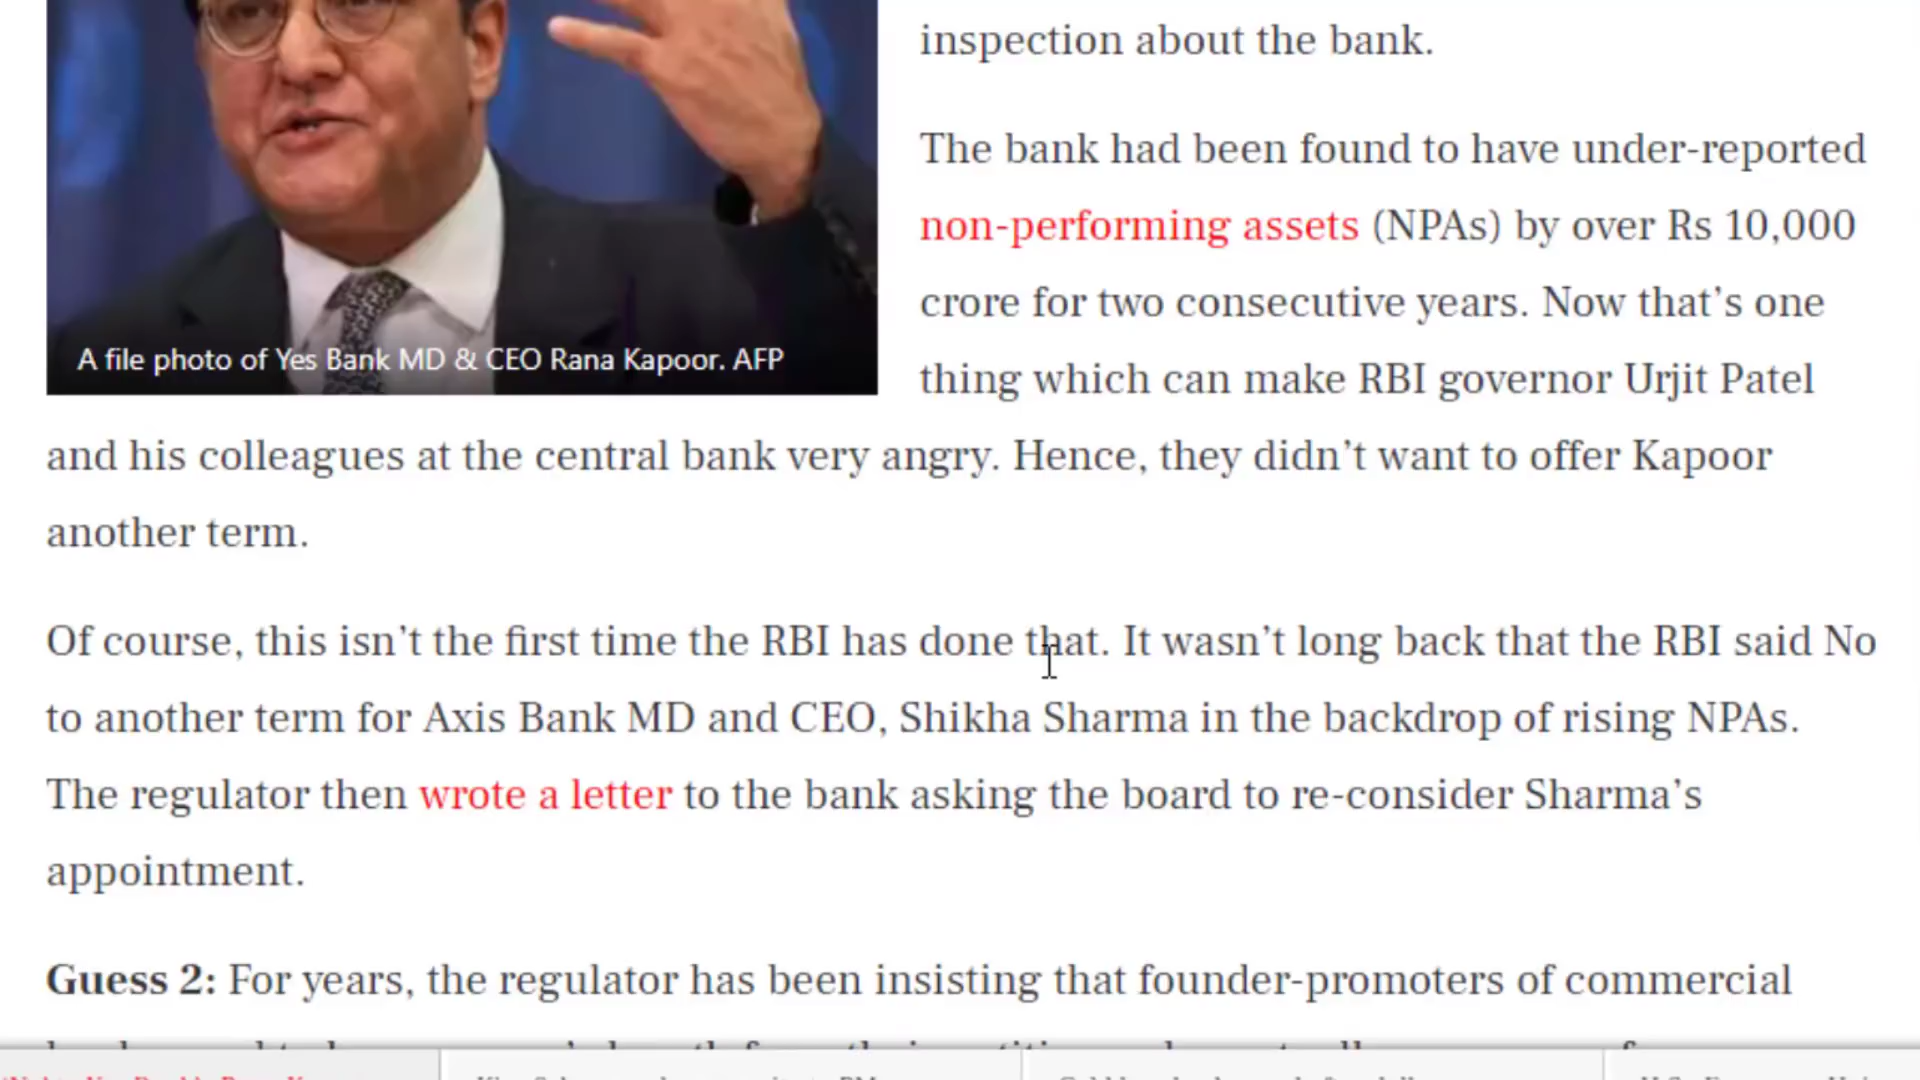 inspection about the bank.
The bank had been found to have under-reported
non-performing assets (NPAs) by over Rs 10,000
crore for two consecutive years. Now that’s one
thing which can make RBI governor Urjit Patel
A file photo of Yes Bank MD & CEO Rana Kapoor. AFP
and his colleagues at the central bank very angry. Hence, they didn’t want to offer Kapoor
another term.
Of course, this isn’t the first time the RBI has done that. It wasn’t long back that the RBI said No
to another term for Axis Bank MD and CEO, Shikha Sharma in the backdrop of rising NPAs.
The regulator then wrote a letter to the bank asking the board to re-consider Sharma’s
appointment.
Guess 2: For years, the regulator has been insisting that founder-promoters of commercial